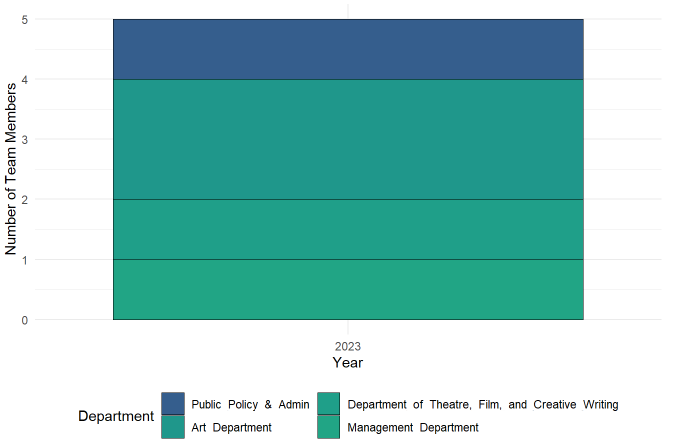 5
4
3
2
1
0
Number of Team Members
2023
Year
Department
Public Policy & Admin
Department of Theatre, Film, and Creative Writing
Art Department
Management Department